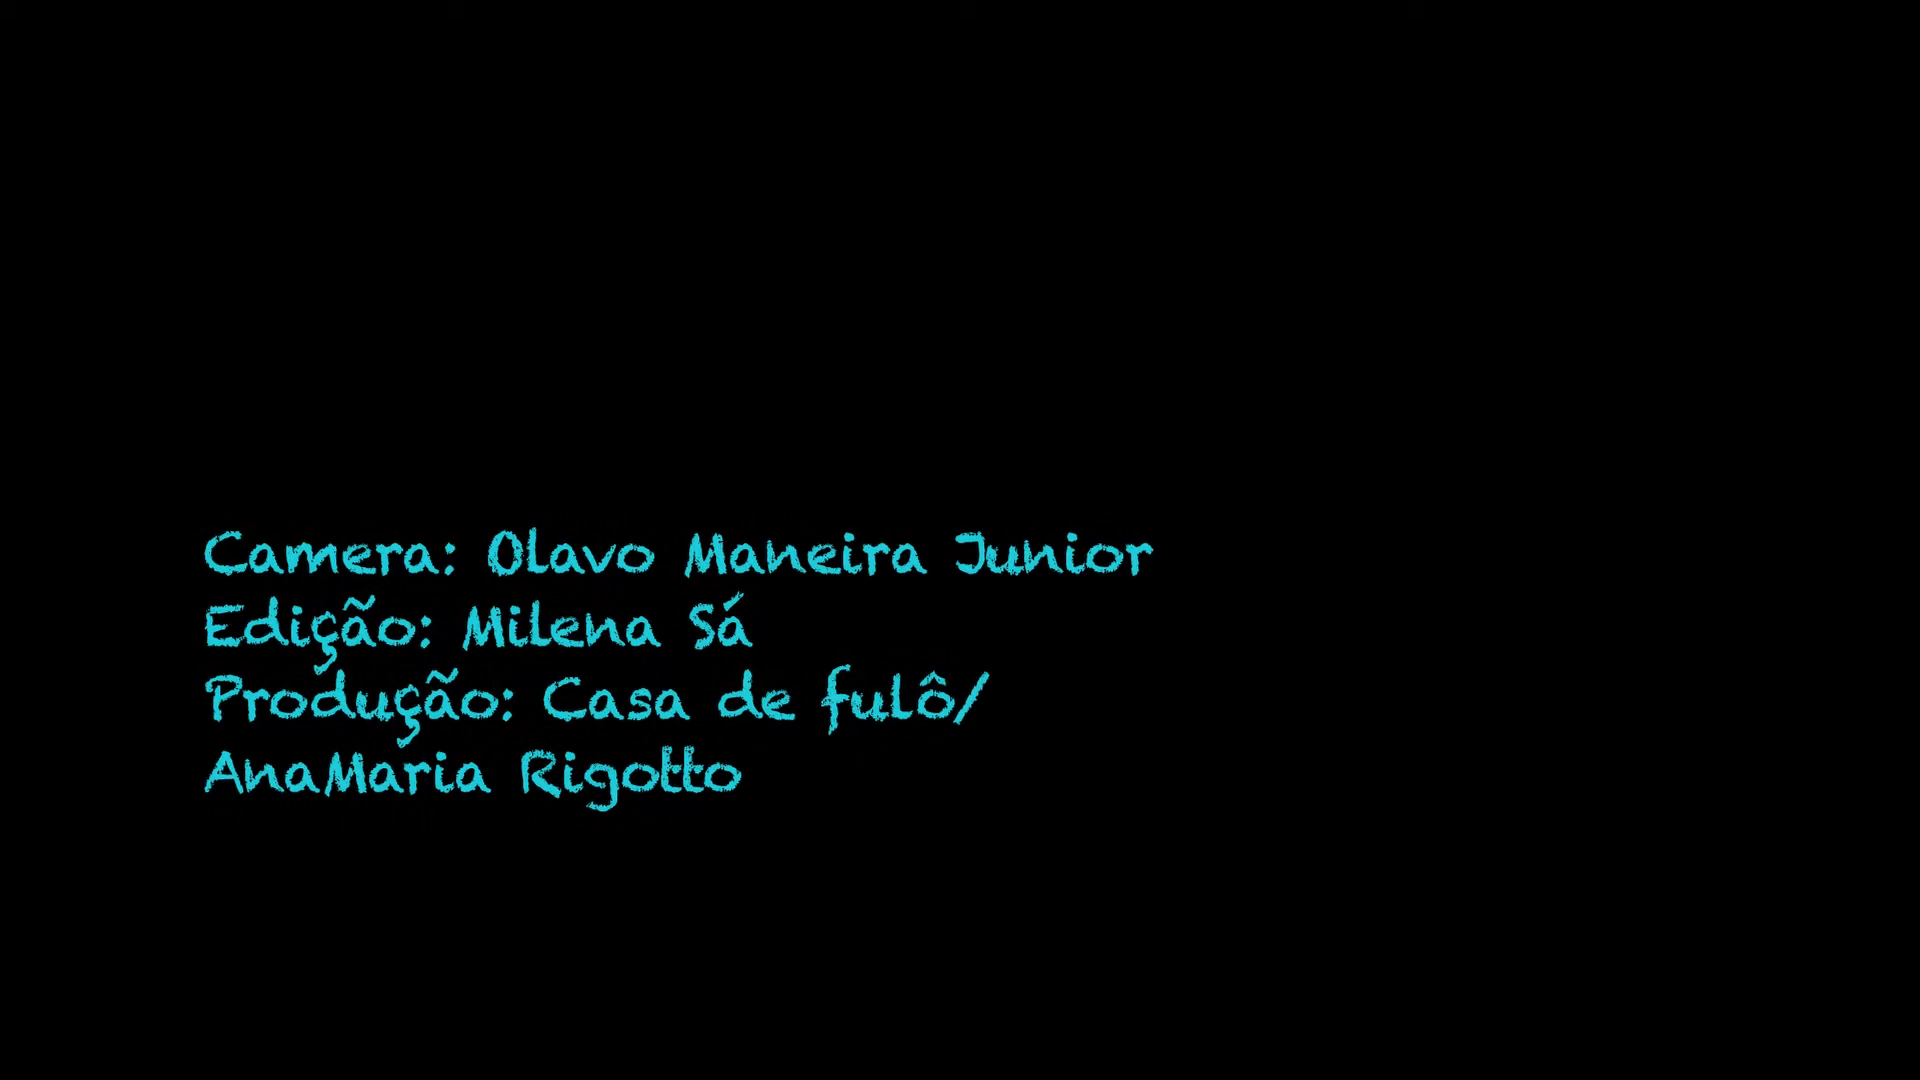 Camera: Olavo Maneira Junior
Edição: Milena Sá
Produção: Casa de fulô/
AnaMaria Rigotto